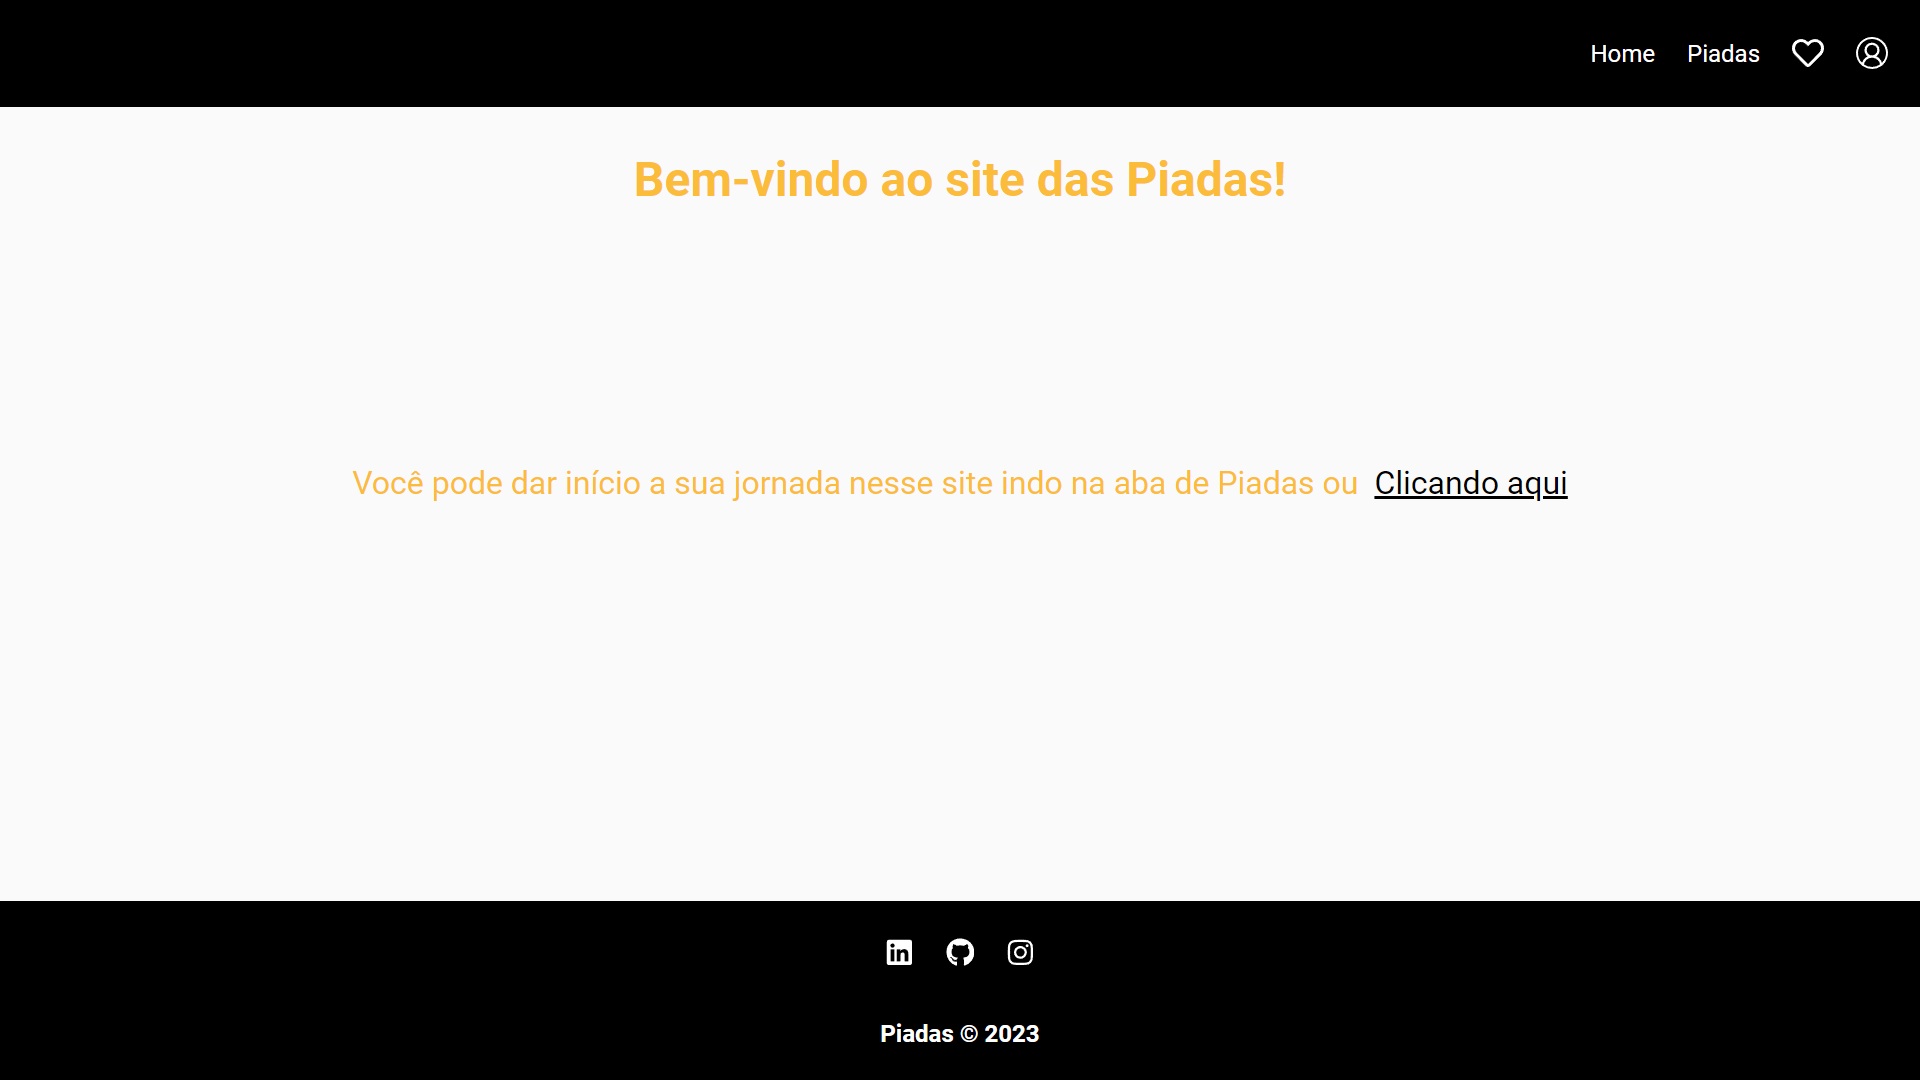 Home Piadas
Bem-vindo ao site das Piadas!
Você pode dar início a sua jornada nesse site indo na aba de Piadas ou Clicando aqui
Piadas © 2023